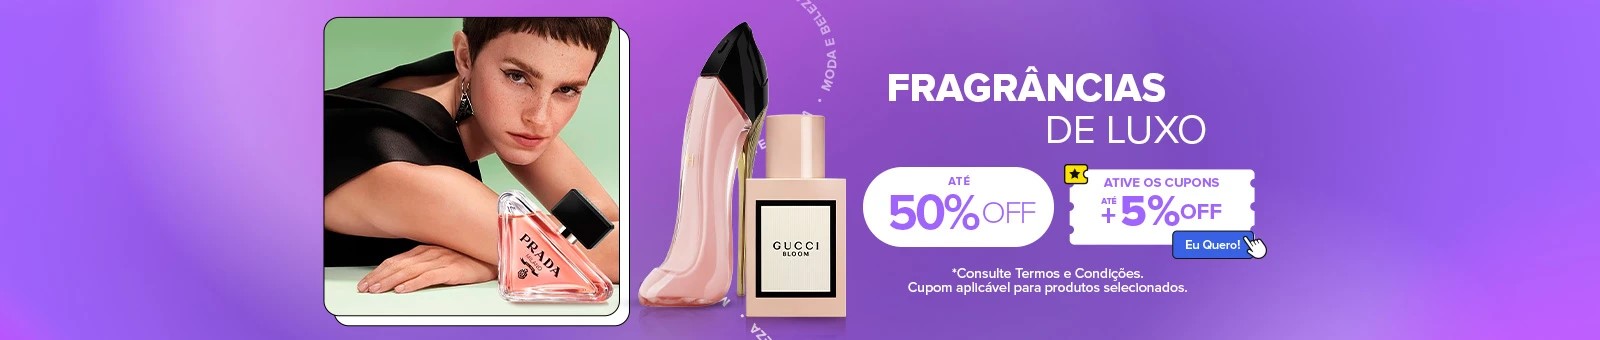 FRAGRÂNCIAS
DE LUXO
ATÉ
50%OFF
ATIVE OS CUPONS
ATÉ
+5%OFF
Eu Quero!
*Consulte Termos e Condições.
Cupom aplicável para produtos selecionados.
PRADA
MILANO
GUCCI
BLOOM
MODA E BELEZA